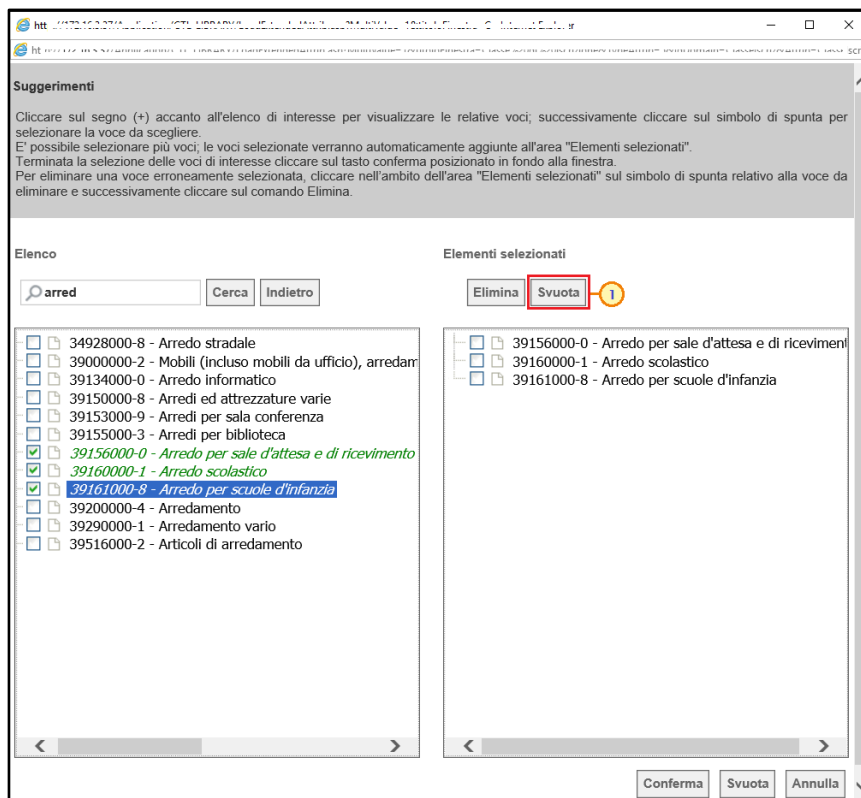 Suggerimenti
Cliccare sul segno (+) accanto all'elenco di interesse per visualizzare le relative voci; successivamente cliccare sul simbolo di spunta per
selezionare la voce da scegliere.
E' possibile selezionare più voci; le voci selezionate verranno automaticamente aggiunte all'area "Elementi selezionati".
Terminata la selezione delle voci di interesse cliccare sul tasto conferma posizionato in fondo alla finestra.
Per eliminare una voce erroneamente selezionata, cliccare nell'ambito dell'area "Elementi selezionati" sul simbolo di spunta relativo alla voce da
eliminare e successivamente cliccare sul comando Elimina.
Elenco
arred
Cerca
Indietro
34928000-8 - Arredo stradale
39000000-2 - Mobili (incluso mobili da ufficio), arredam
39134000-0 - Arredo informatico
39150000-8 - Arredi ed attrezzature varie
39153000-9 - Arredi per sala conferenza
39155000-3 - Arredi per biblioteca
39156000-0 - Arredo per sale d'attesa e di ricevimento
39160000-1 - Arredo scolastico
39161000-8 - Arredo per scuole d'infanzia
39200000-4 - Arredamento
39290000-1 - Arredamento vario
39516000-2 - Articoli di arredamento
Elementi selezionati
Elimina
Svuota
1
39156000-0 - Arredo per sale d'attesa e di riceviment
39160000-1 - Arredo scolastico
39161000-8 - Arredo per scuole d'infanzia
Conferma
Svuota
Annulla